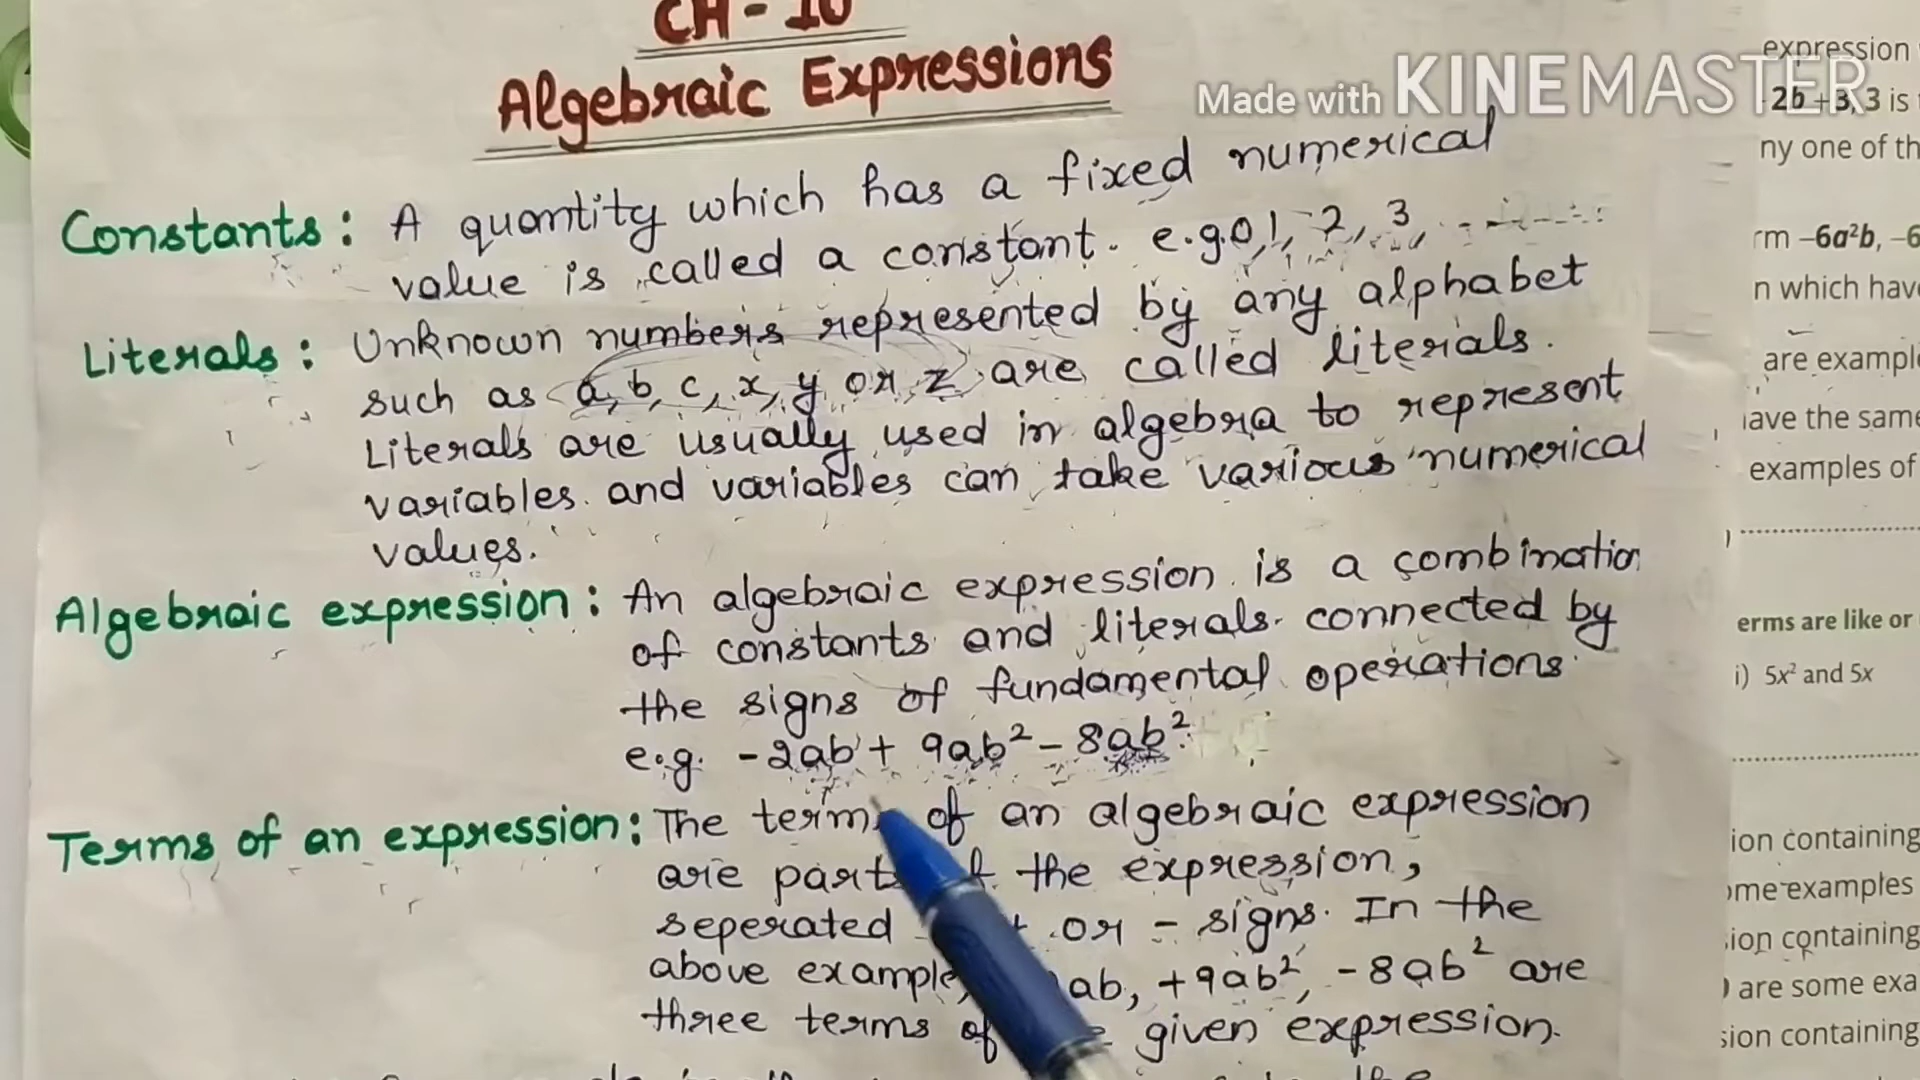 CH - 10
Algebraic Expressions
Made with KINEMASTER
Constants: A quantity which has a fixed numerical
value is called a constant. e.g. 0, 1, 2, 3,
Literals: Unknown numbers represented by any alphabet
such as a, b, c, x, y or z are called literals.
Literals are usually used in algebra to represent
variables and variables can take various numerical
values.
Algebraic expression: An algebraic expression is a combination
of constants and literals connected by
the signs of fundamental operations
e.g. -2ab + 9ab² - 8ab²
Terms of an expression: The terms of an algebraic expression
are part the expression,
seperated or - signs. In the
above example, ab, +9ab², -8ab² are
three terms given expression.
expression
2b + 3, 3 is
ny one of th
rm -6a²b, -6
n which have
are example
ave the same
examples of
erms are like or
i) 5x² and 5x
ion containing
ome examples
ion containing
are some exa
sion containing